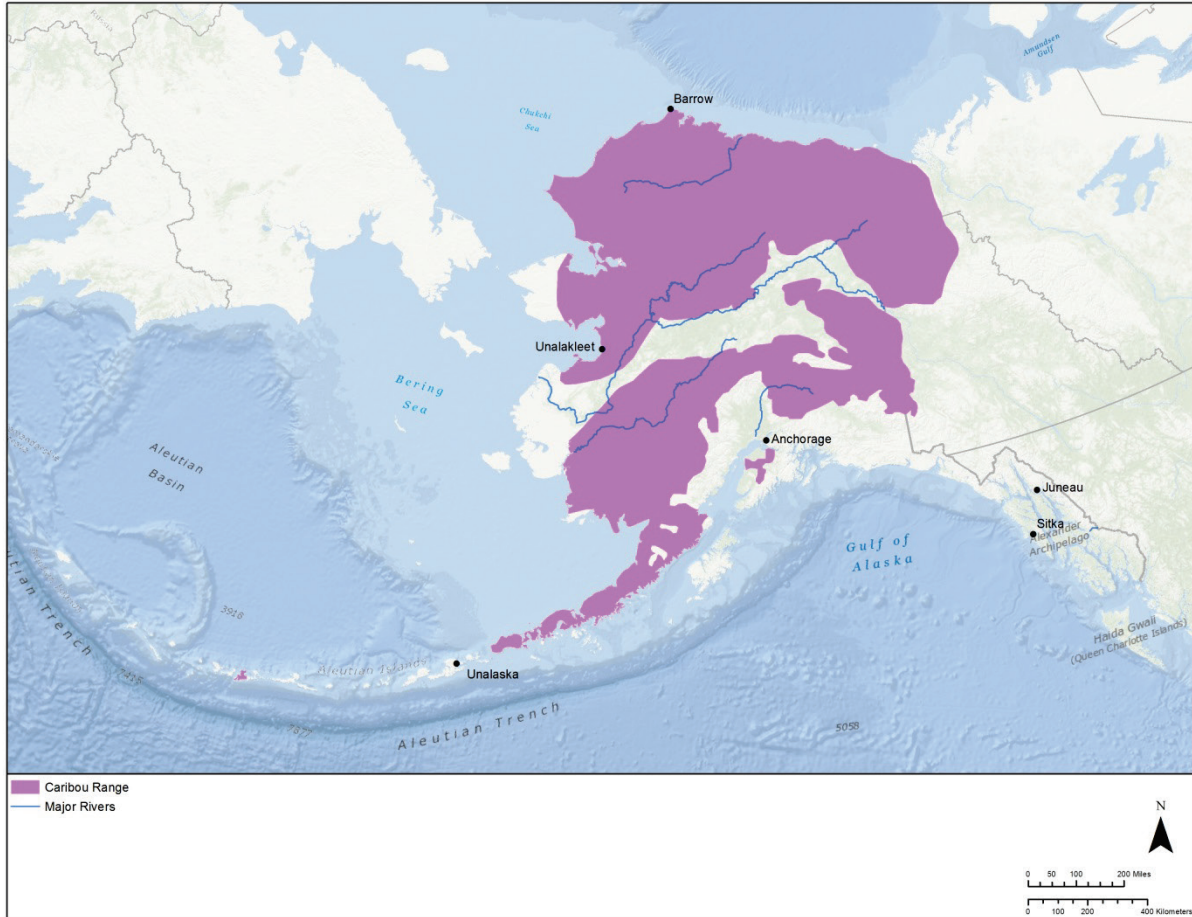 Amundsen
Gulf
Barrow
Chukchi
Sea
Unalakleet
Bering
Sea
Anchorage
Aleutian
Basin
Juneau
Sitka
Alexander
Archipelago
Gulf of
Alaska
3918
Haida Gwaii
(Queen Charlotte Islands)
Aleutian Islands
Unalaska
Aleutian Trench
utian Trench
5058
Caribou Range
Major Rivers
N
0 50 100 200 Miles
0 100 200 400 Kilometers